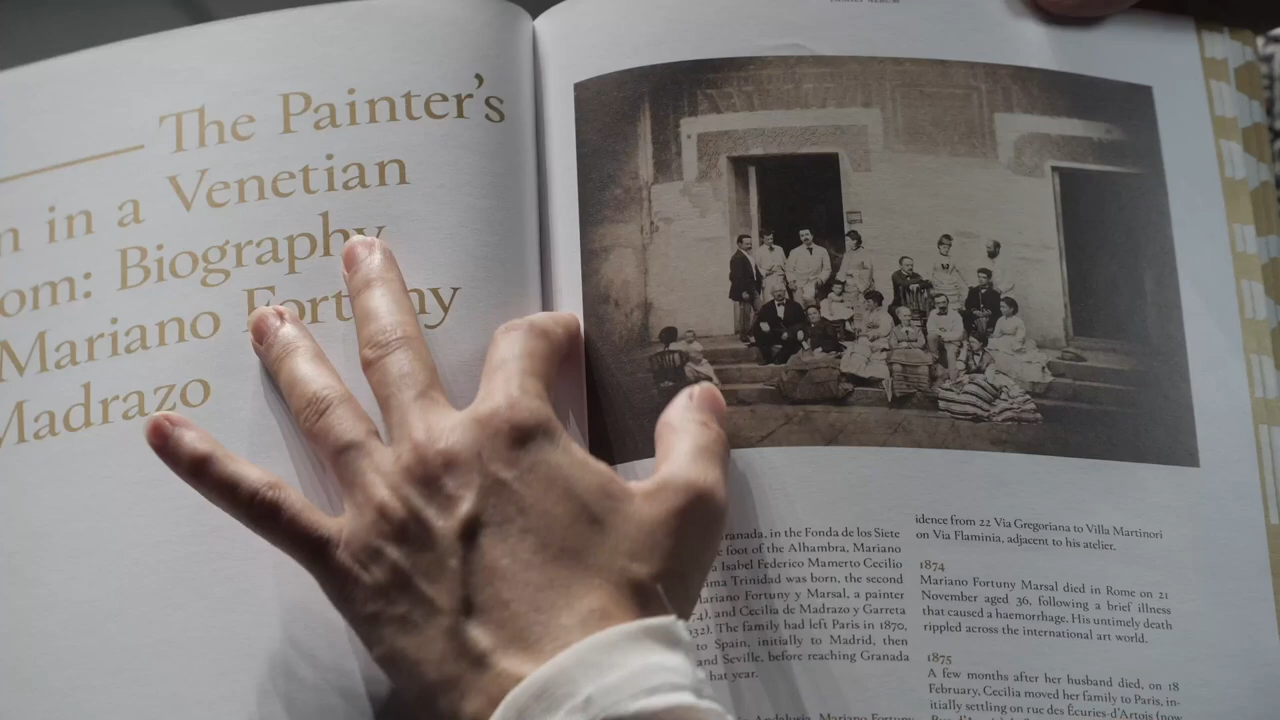 The Painter's
in a Venetian
Biography
Mariano Fortuny
Madrazo
in the Fonda de los Siete
foot of the Alhambra, Mariano
Isabel Federico Mamerto Cecilio
Trinidad was born, the second
Mariano Fortuny y Marsal, a painter
and Cecilia de Madrazo y Garreta
The family had left Paris in 1870,
to Spain, initially to Madrid, then
and Seville, before reaching Granada
hat year.
Andalusia, Mariano Fortuny
idence from 22 Via Gregoriana to Villa Martinori
on Via Flaminia, adjacent to his atelier.
1874
Mariano Fortuny Marsal died in Rome on 21
November aged 36, following a brief illness
that caused a haemorrhage. His untimely death
rippled across the international art world.
1875
A few months after her husband died, on 18
February, Cecilia moved her family to Paris, in-
itially settling on rue des Écuries-d'Artois (now